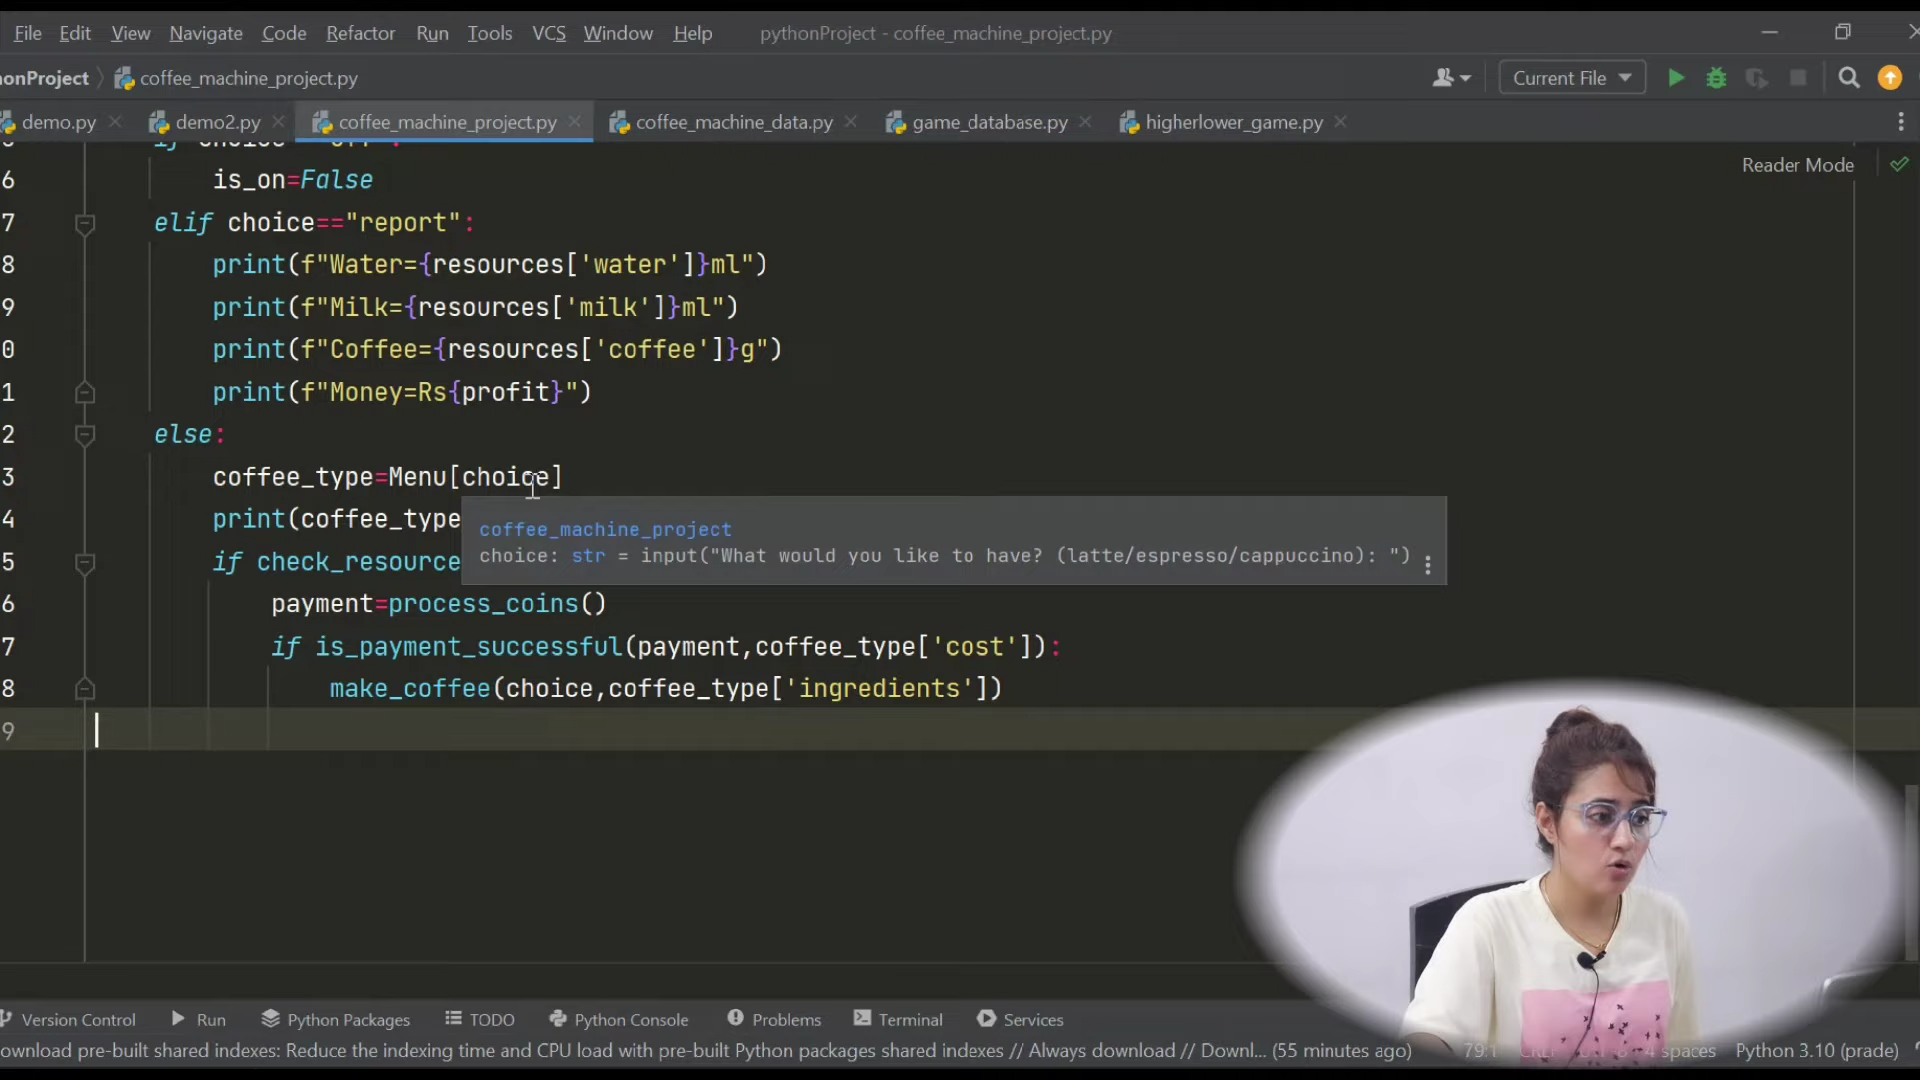 File Edit View Navigate Code Refactor Run Tools VCS Window Help pythonProject - coffee_machine_project.py
honProject coffee_machine_project.py Current File
demo.py demo2.py coffee_machine_project.py coffee_machine_data.py game_database.py higherlower_game.py
Reader Mode
6 is_on=False
7 elif choice=="report":
8 print(f"Water={resources['water']}ml")
9 print(f"Milk={resources['milk']}ml")
0 print(f"Coffee={resources['coffee']}g")
1 print(f"Money=Rs{profit}")
2 else:
3 coffee_type=Menu[choice]
4 print(coffee_type
coffee_machine_project
choice: str = input("What would you like to have? (latte/espresso/cappuccino): ")
5 if check_resource
6 payment=process_coins()
7 if is_payment_successful(payment,coffee_type['cost']):
8 make_coffee(choice,coffee_type['ingredients'])
9
Version Control Run Python Packages TODO Python Console Problems Terminal Services
ownload pre-built shared indexes: Reduce the indexing time and CPU load with pre-built Python packages shared indexes // Always download // Downl... (55 minutes ago) 79:1 4 spaces Python 3.10 (prade)